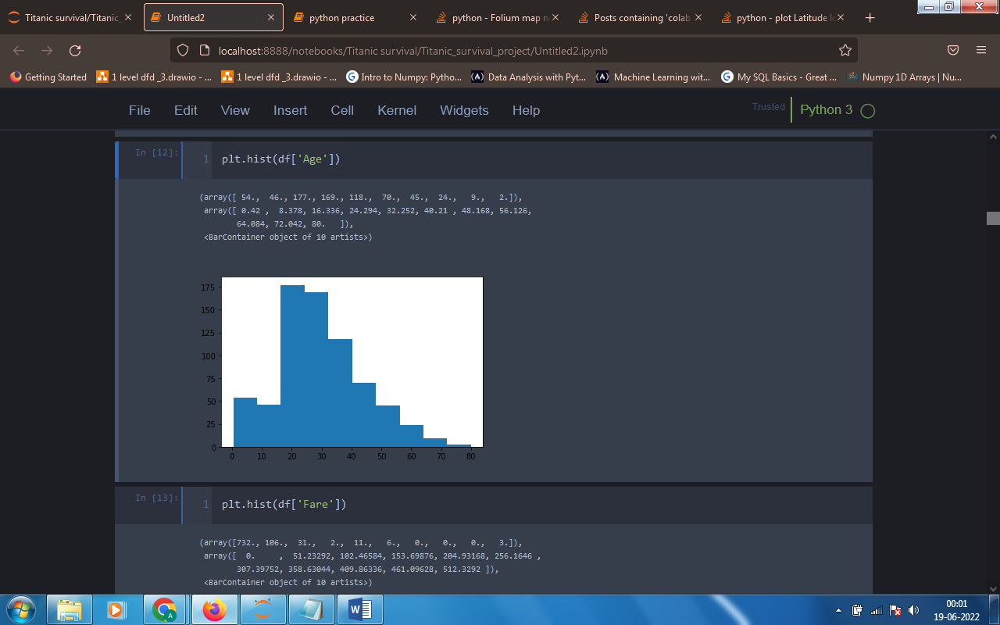 Titanic survival/Titanic_ Untitled2 python practice python - Folium map n Posts containing 'colab python - plot Latitude l
localhost:8888/notebooks/Titanic survival/Titanic_survival_project/Untitled2.ipynb
Getting Started 1 level dfd _3.drawio - ... 1 level dfd _3.drawio - ... Intro to Numpy: Pytho... Data Analysis with Pyt... Machine Learning wit... My SQL Basics - Great ... Numpy 1D Arrays | Nu...
File Edit View Insert Cell Kernel Widgets Help Trusted Python 3
In [12]: 1 plt.hist(df['Age'])
(array([ 54., 46., 177., 169., 118., 70., 45., 24., 9., 2.]),
array([ 0.42 , 8.378, 16.336, 24.294, 32.252, 40.21 , 48.168, 56.126,
64.084, 72.042, 80. ]),
<BarContainer object of 10 artists>)
175
150
125
100
75
50
25
0
0 10 20 30 40 50 60 70 80
In [13]: 1 plt.hist(df['Fare'])
(array([732., 106., 31., 2., 11., 6., 0., 0., 0., 3.]),
array([ 0. , 51.23292, 102.46584, 153.69876, 204.93168, 256.1646 ,
307.39752, 358.63044, 409.86336, 461.09628, 512.3292 ]),
<BarContainer object of 10 artists>)
00:01
19-06-2022